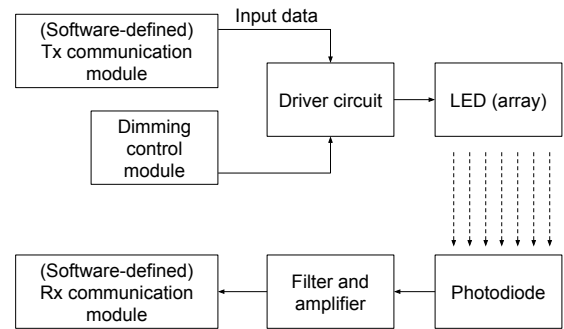 (Software-defined)
Tx communication
module
Input data
Driver circuit
LED (array)
Dimming
control
module
(Software-defined)
Rx communication
module
Filter and
amplifier
Photodiode